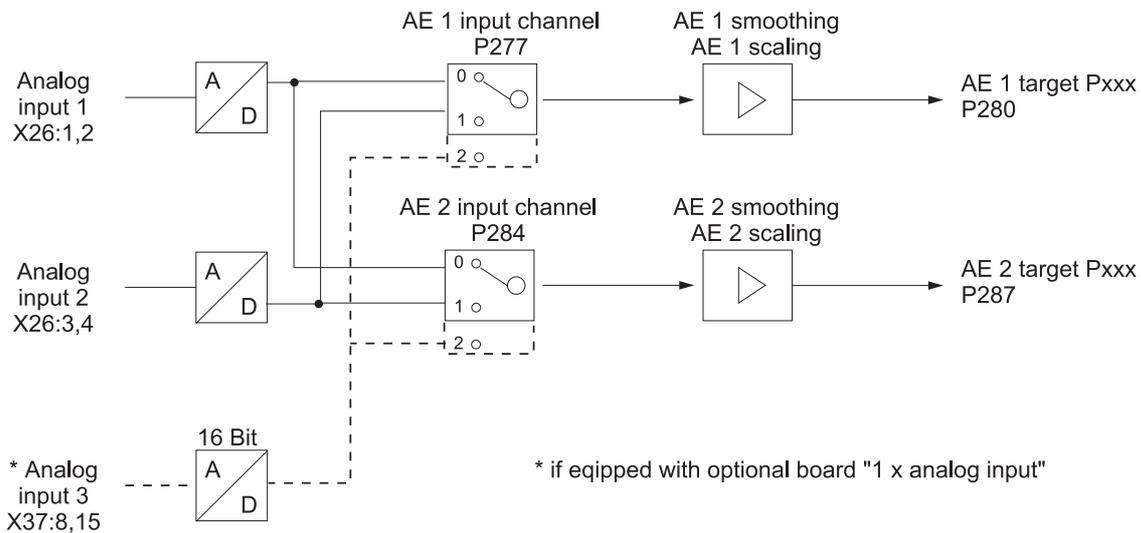 AE 1 input channel
P277
AE 1 smoothing
AE 1 scaling
Analog
input 1
X26:1,2
A
D
0
1
2
AE 1 target Pxxx
P280
AE 2 input channel
P284
AE 2 smoothing
AE 2 scaling
Analog
input 2
X26:3,4
A
D
0
1
2
AE 2 target Pxxx
P287
16 Bit
* Analog
input 3
X37:8,15
A
D
* if eqipped with optional board "1 x analog input"